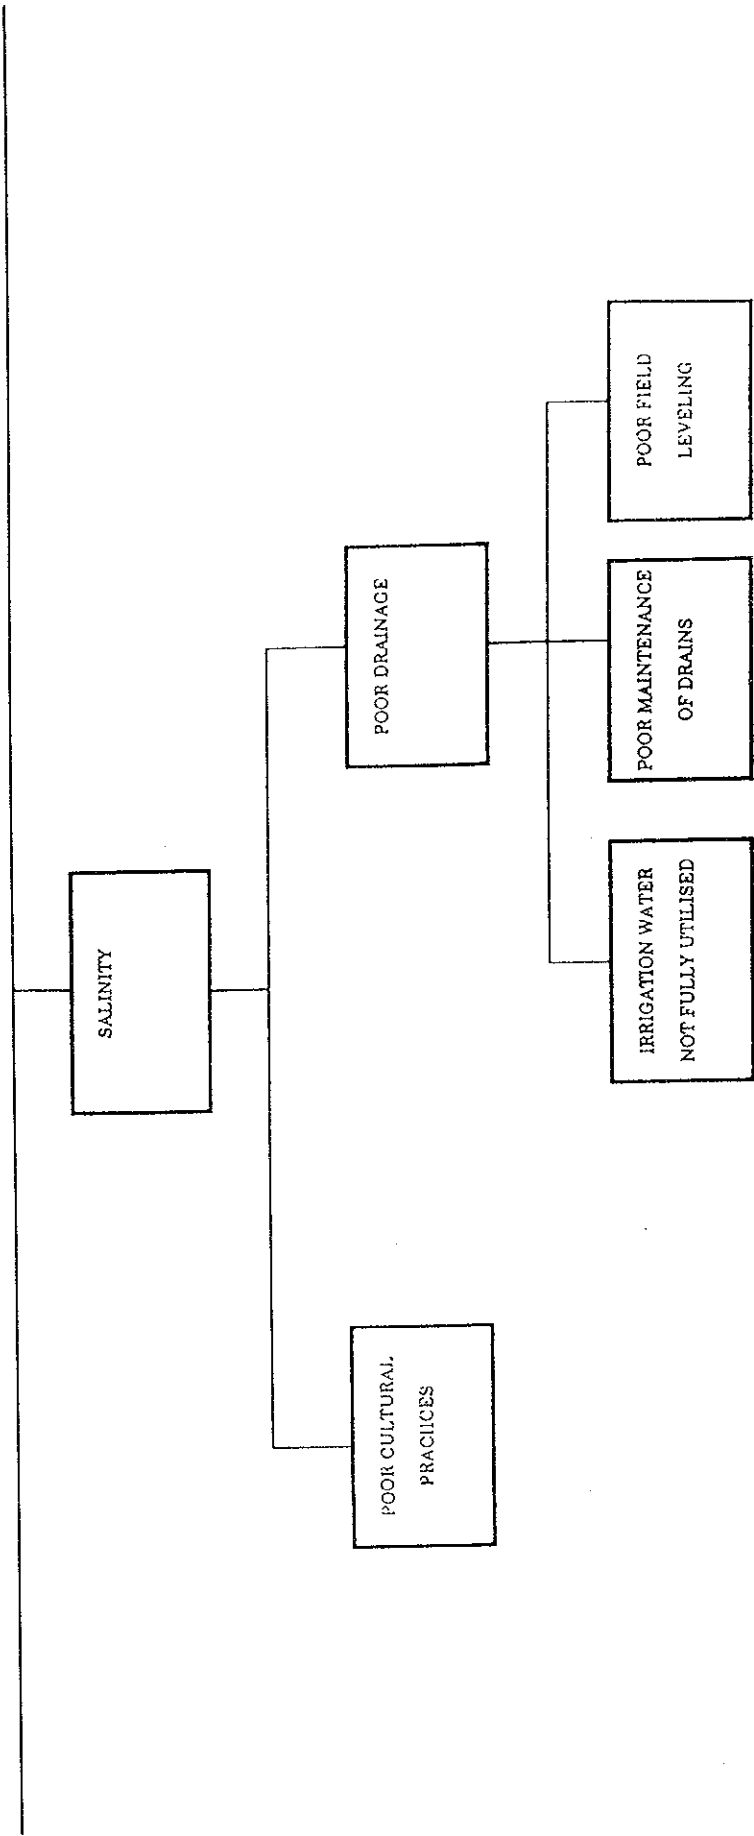 SALINITY
POOR CULTURAL
PRACTICES
POOR DRAINAGE
IRRIGATION WATER
NOT FULLY UTILISED
POOR MAINTENANCE
OF DRAINS
POOR FIELD
LEVELING